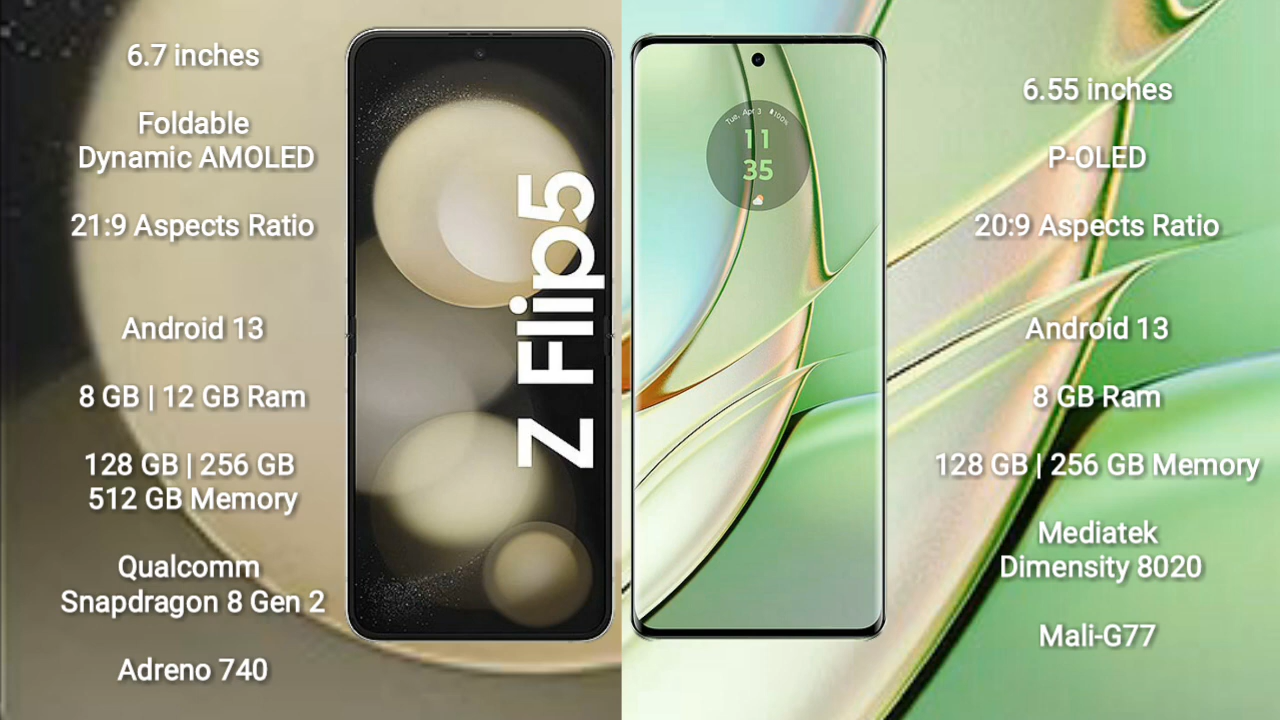 6.7 inches
Foldable
Dynamic AMOLED
21:9 Aspects Ratio
Android 13
8 GB | 12 GB Ram
128 GB | 256 GB
512 GB Memory
Qualcomm
Snapdragon 8 Gen 2
Adreno 740
Z Flip5
Tue, Apr 3 100%
11
35
6.55 inches
P-OLED
20:9 Aspects Ratio
Android 13
8 GB Ram
128 GB | 256 GB Memory
Mediatek
Dimensity 8020
Mali-G77